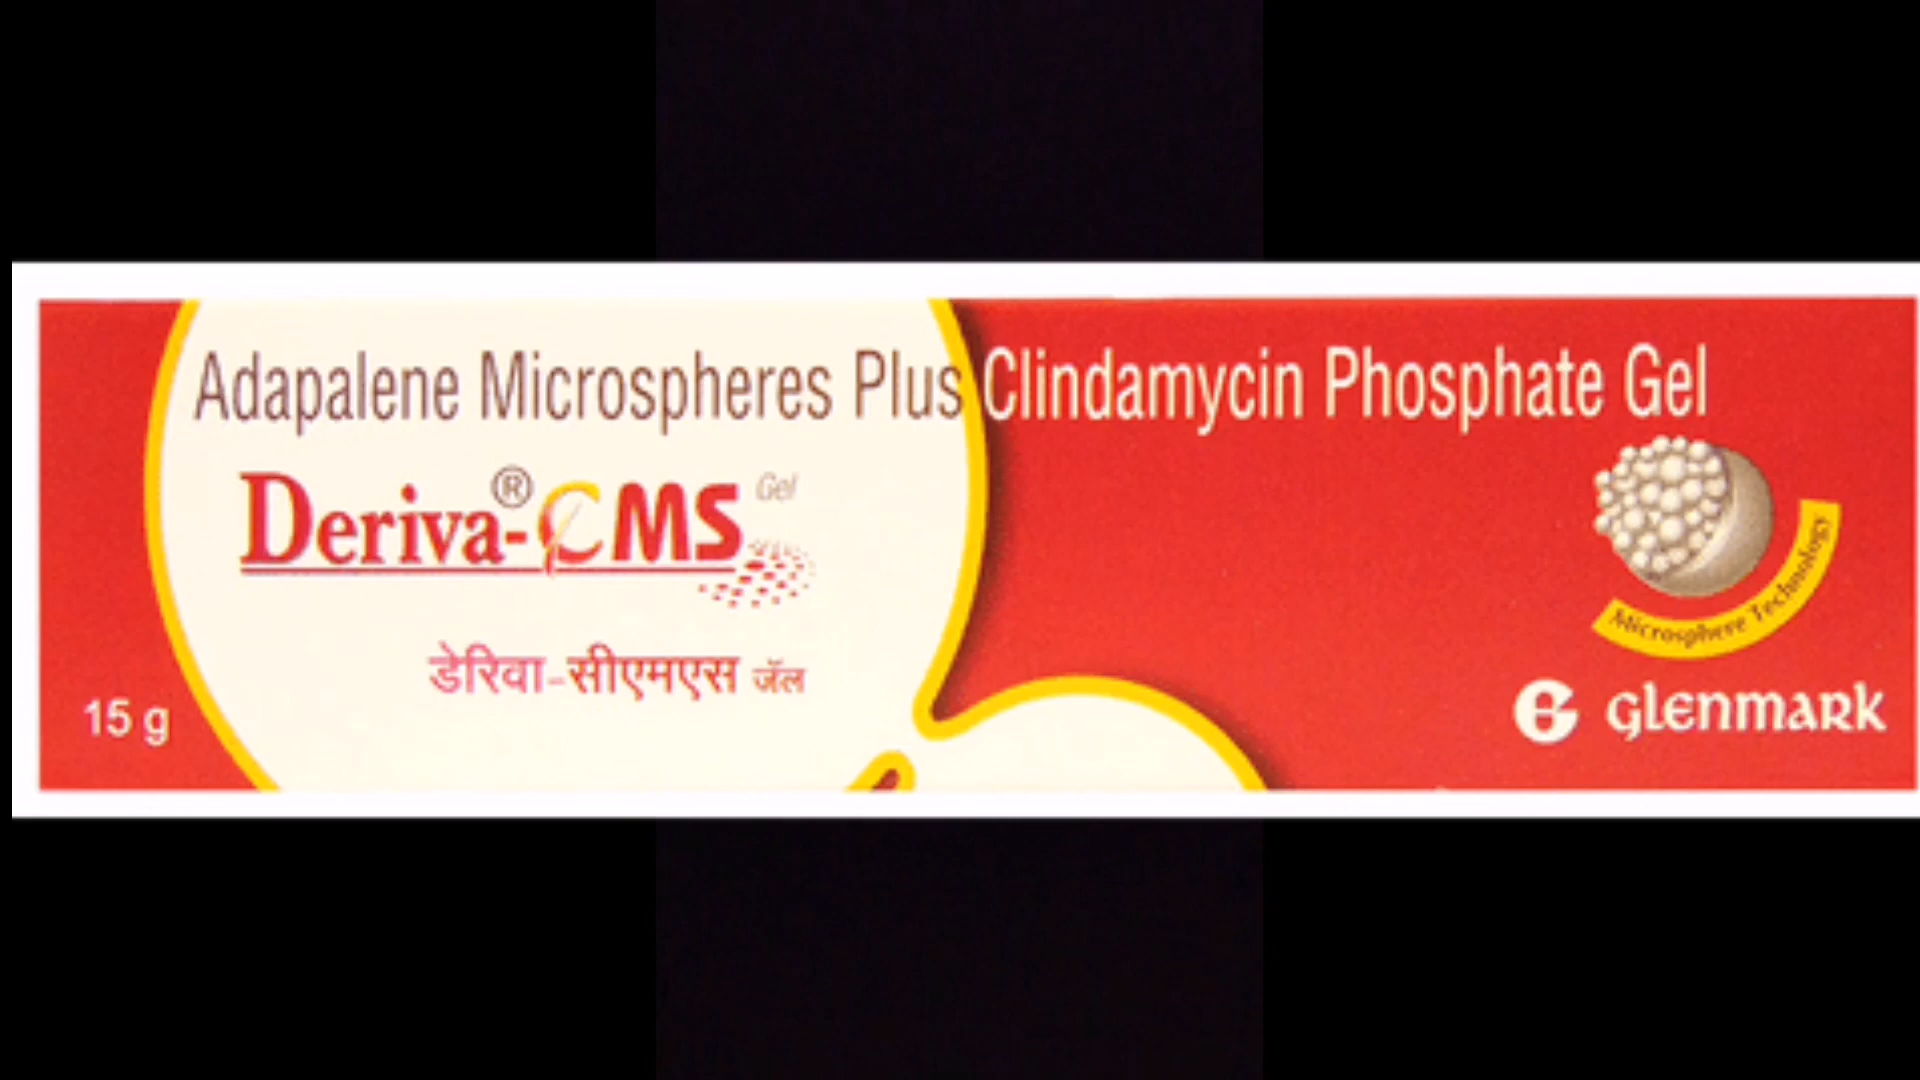 Adapalene Microspheres Plus Clindamycin Phosphate Gel
Deriva-®CMS Gel
डेरिवा-सीएमएस जॅल
15 g
Microsphere Technology
glenmark